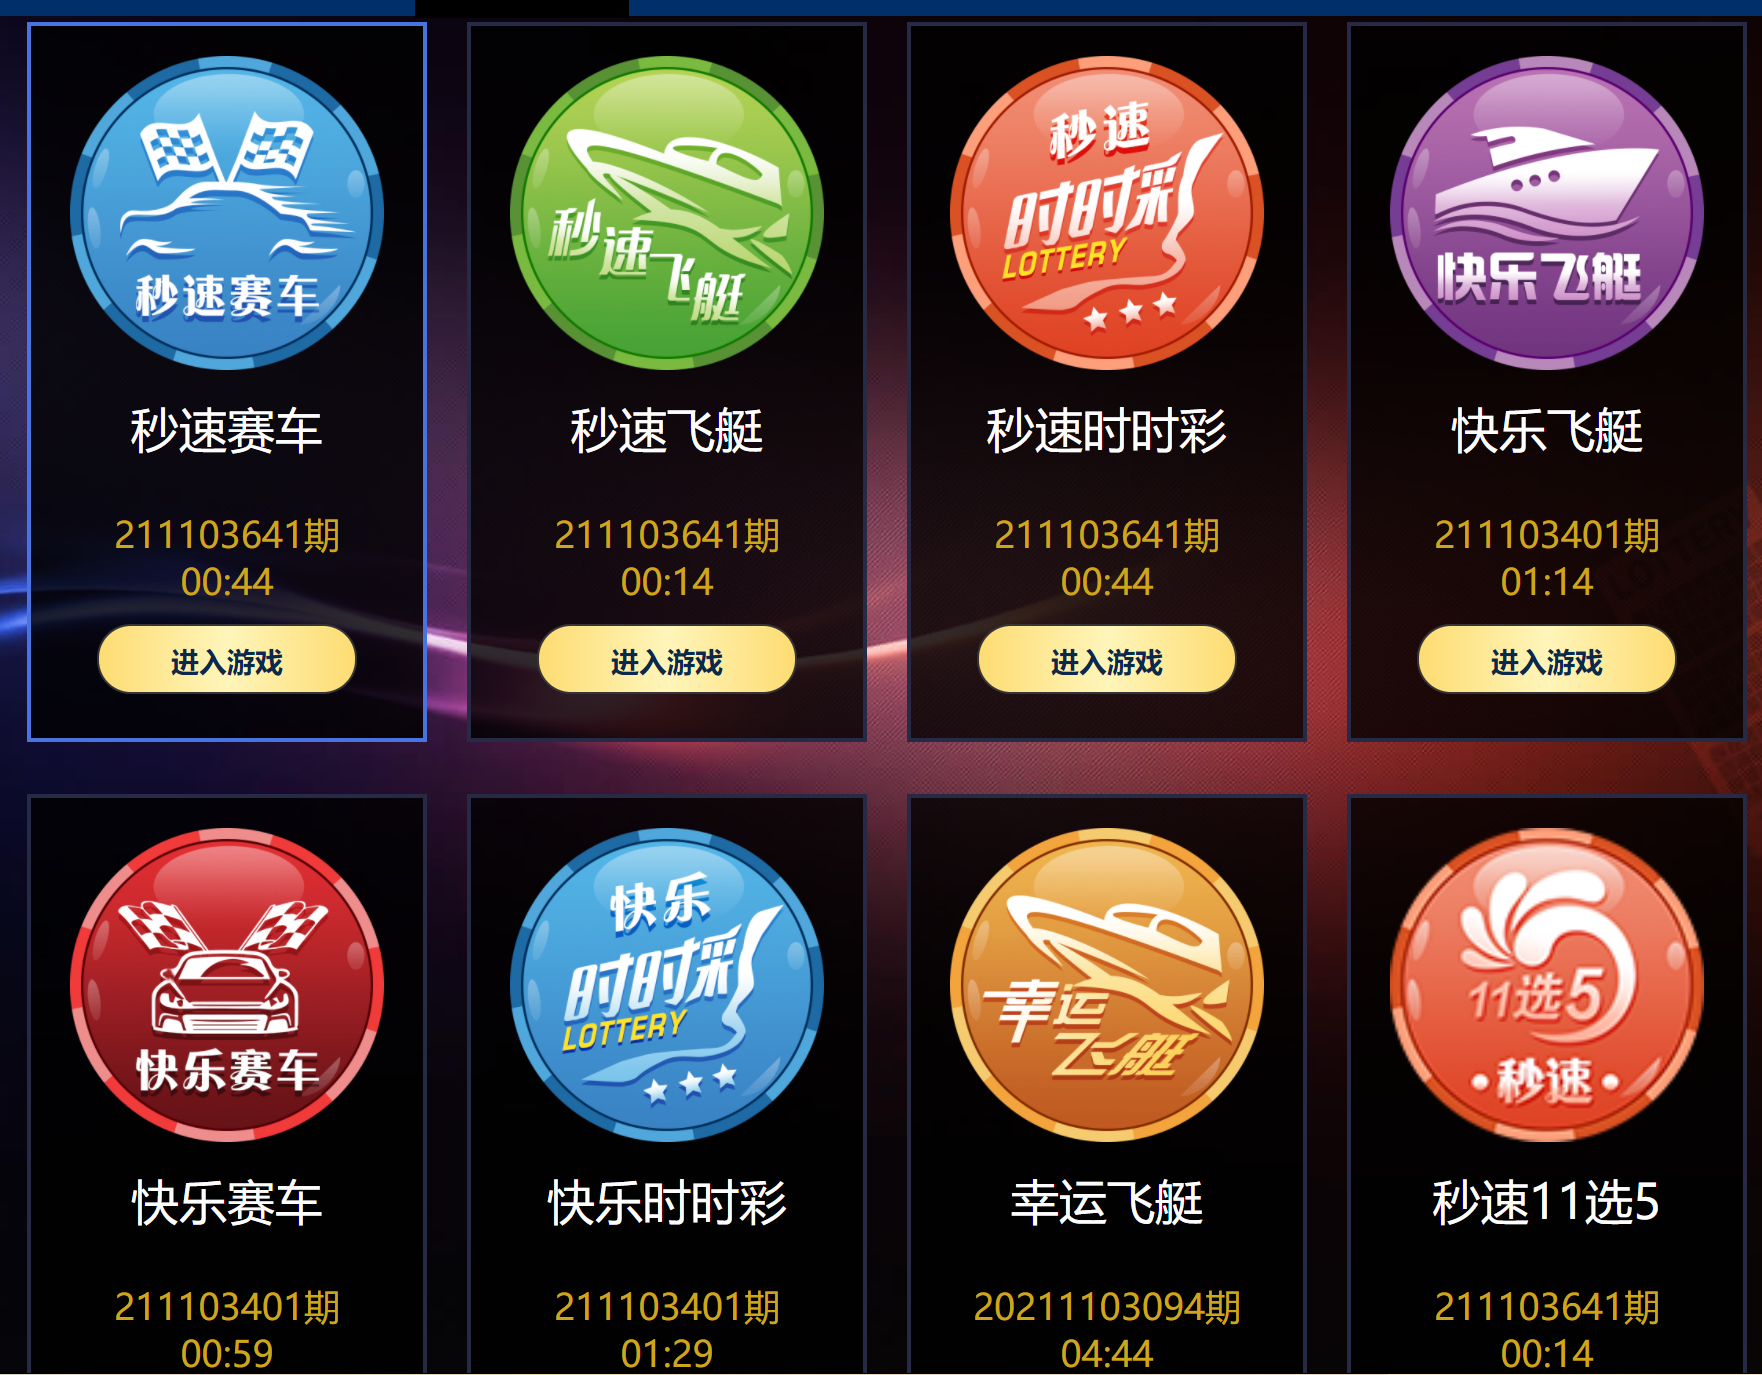 秒速赛车
秒速赛车
211103641期
00:44
进入游戏
秒速飞艇
秒速飞艇
211103641期
00:14
进入游戏
秒速
时时彩
LOTTERY
秒速时时彩
211103641期
00:44
进入游戏
快乐飞艇
快乐飞艇
211103401期
01:14
进入游戏
快乐赛车
快乐赛车
211103401期
00:59
快乐
时时彩
LOTTERY
快乐时时彩
211103401期
01:29
幸运
飞艇
幸运飞艇
20211103094期
04:44
11选5
•秒速•
秒速11选5
211103641期
00:14
LOTTERY